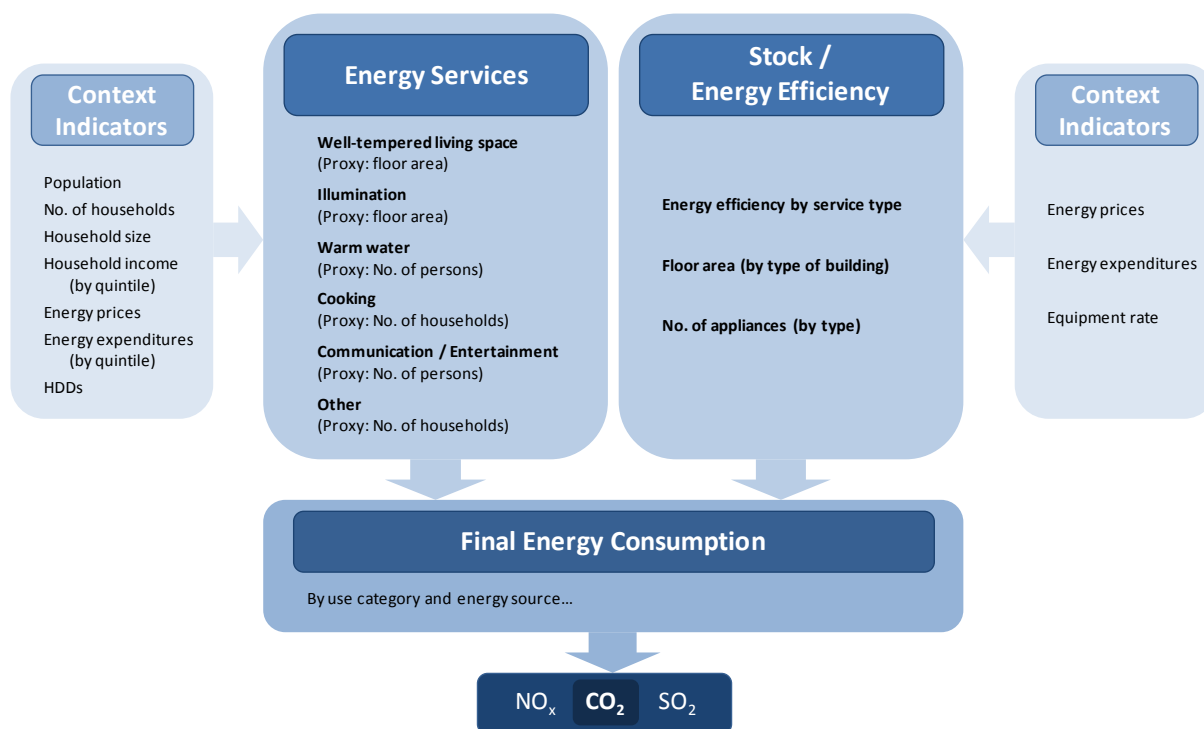 Context
Indicators
Population
No. of households
Household size
Household income
(by quintile)
Energy prices
Energy expenditures
(by quintile)
HDDs
Energy Services
Well-tempered living space
(Proxy: floor area)
Illumination
(Proxy: floor area)
Warm water
(Proxy: No. of persons)
Cooking
(Proxy: No. of households)
Communication / Entertainment
(Proxy: No. of persons)
Other
(Proxy: No. of households)
Stock /
Energy Efficiency
Energy efficiency by service type
Floor area (by type of building)
No. of appliances (by type)
Context
Indicators
Energy prices
Energy expenditures
Equipment rate
Final Energy Consumption
By use category and energy source...
NOx CO2 SO2